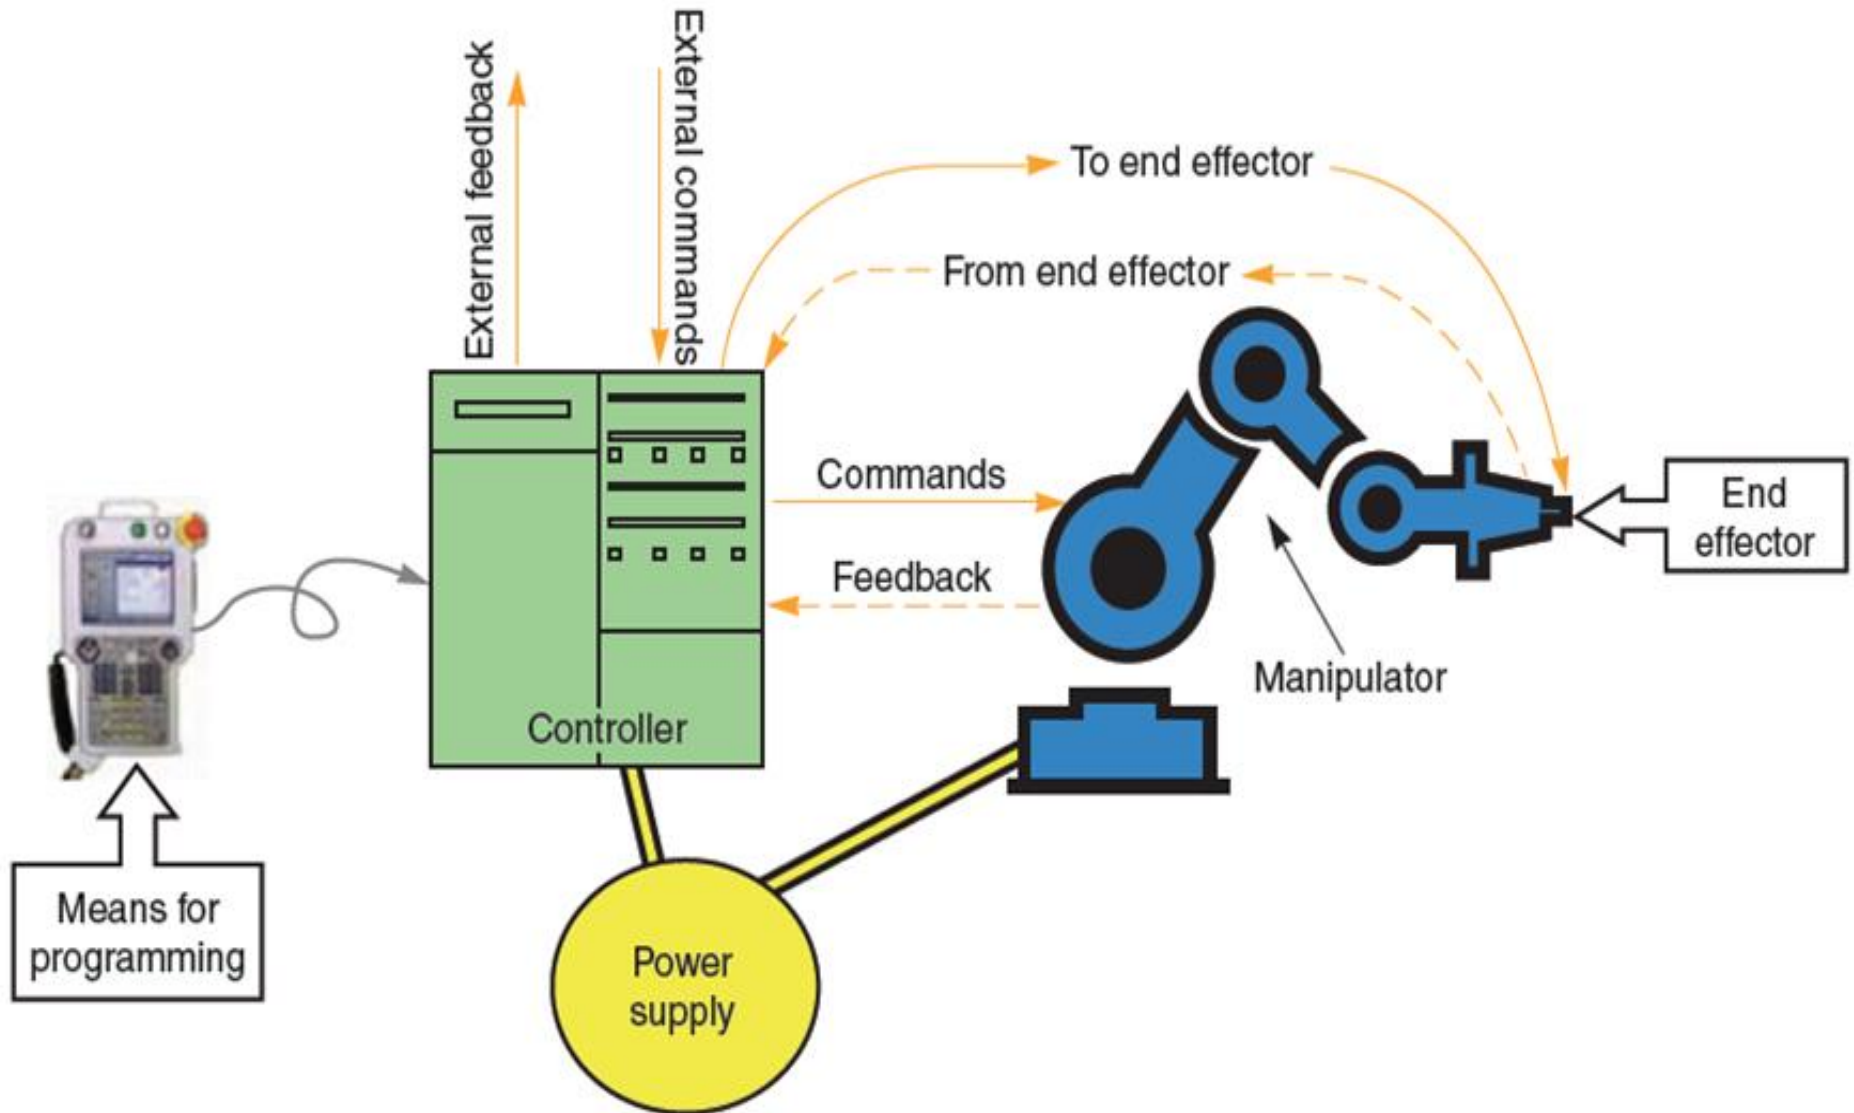 External feedback
External commands
To end effector
From end effector
Commands
End
effector
Feedback
Manipulator
Controller
Means for
programming
Power
supply